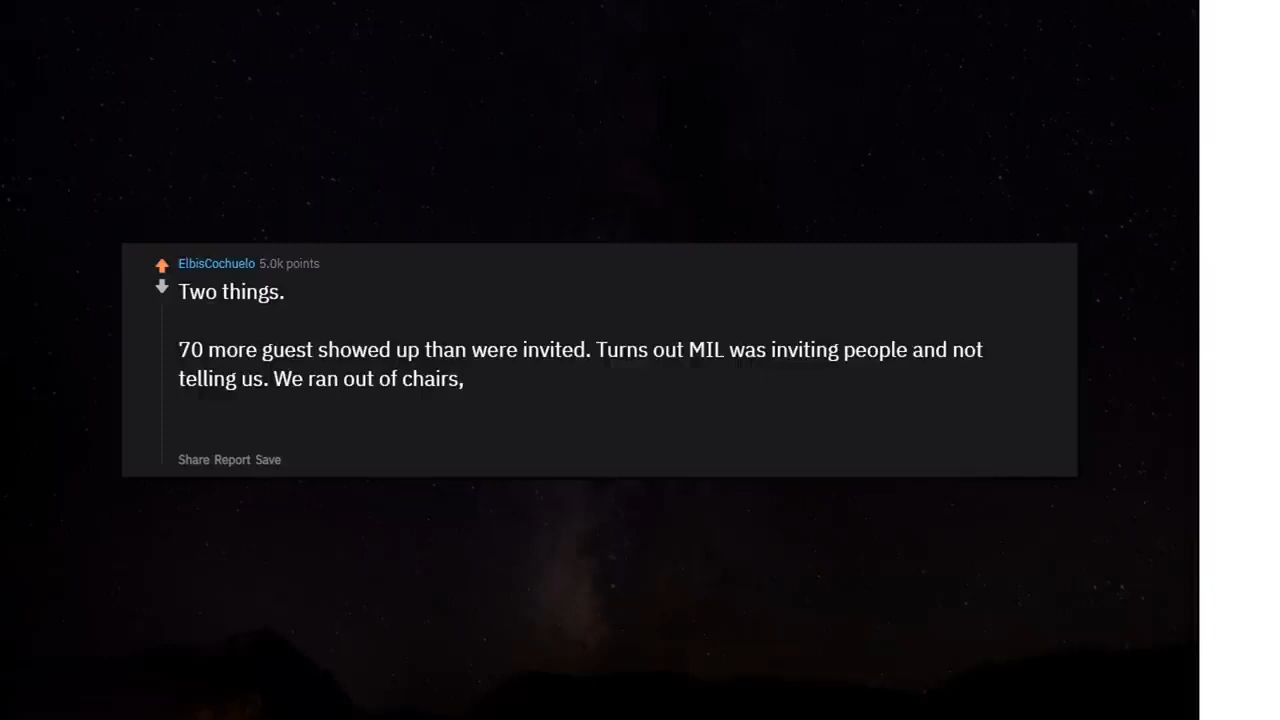 ElbisCochuelo 5.0k points
Two things.
70 more guest showed up than were invited. Turns out MIL was inviting people and not
telling us. We ran out of chairs,
Share Report Save